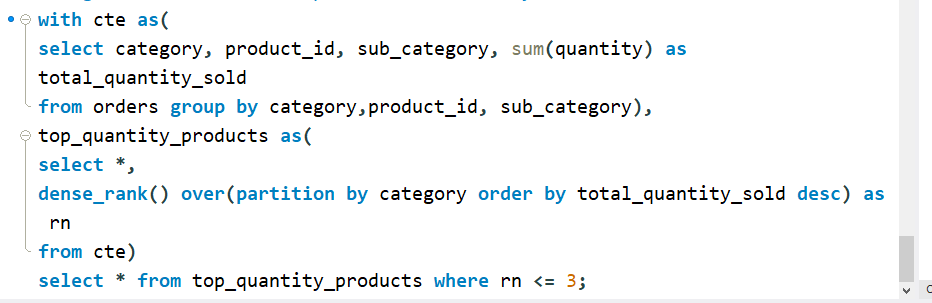 with cte as(
select category, product_id, sub_category, sum(quantity) as
total_quantity_sold
from orders group by category,product_id, sub_category),
top_quantity_products as(
select *,
dense_rank() over(partition by category order by total_quantity_sold desc) as
rn
from cte)
select * from top_quantity_products where rn <= 3;